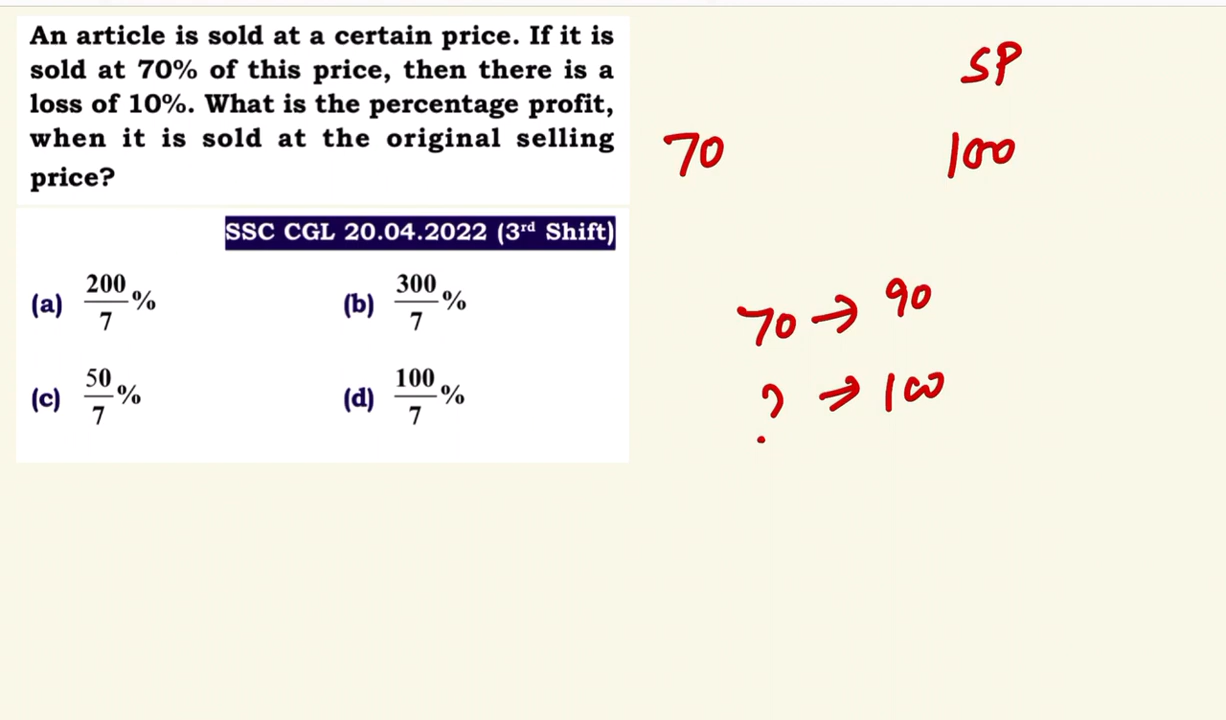 An article is sold at a certain price. If it is
sold at 70% of this price, then there is a
loss of 10%. What is the percentage profit,
when it is sold at the original selling
price?
SSC CGL 20.04.2022 (3rd Shift)
(a) 200/7 % (b) 300/7 %
(c) 50/7 % (d) 100/7 %
SP
70 100
70 → 90
? → 100